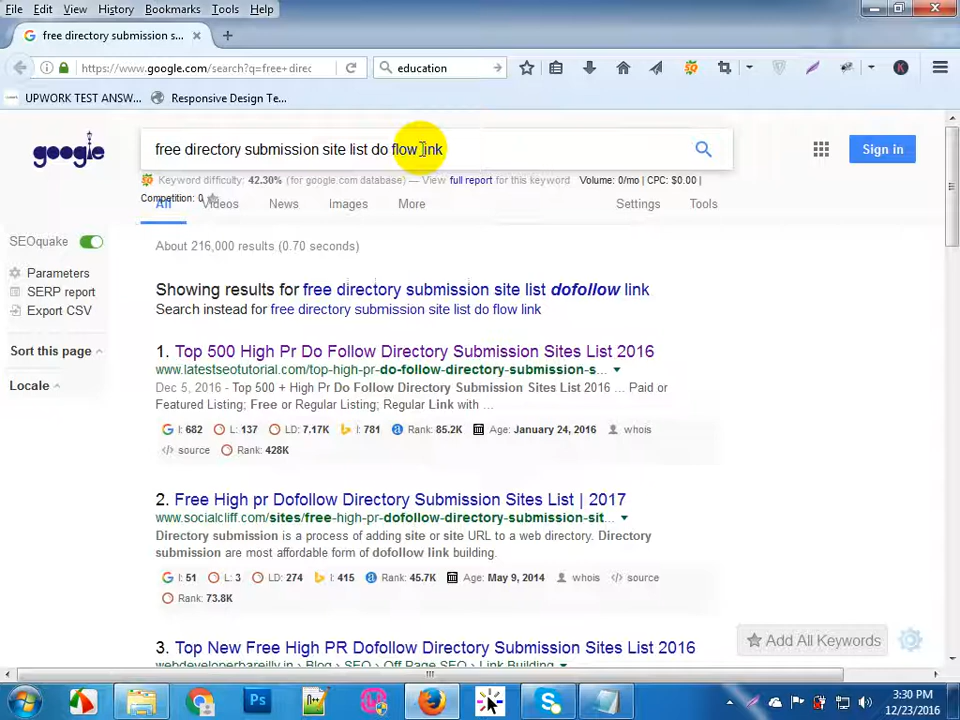 File Edit View History Bookmarks Tools Help
free directory submission s...
https://www.google.com/search?q=free+direc
education
UPWORK TEST ANSW... Responsive Design Te...
google
free directory submission site list do flow link
Sign in
Keyword difficulty: 42.30% (for google.com database) — View full report for this keyword Volume: 0/mo | CPC: $0.00 |
Competition: 0
All Videos News Images More Settings Tools
SEOquake
About 216,000 results (0.70 seconds)
Parameters
SERP report
Export CSV
Sort this page
Locale
Showing results for free directory submission site list dofollow link
Search instead for free directory submission site list do flow link
1. Top 500 High Pr Do Follow Directory Submission Sites List 2016
www.latestseotutorial.com/top-high-pr-do-follow-directory-submission-s...
Dec 5, 2016 - Top 500 + High Pr Do Follow Directory Submission Sites List 2016 ... Paid or
Featured Listing; Free or Regular Listing; Regular Link with ...
I: 682 L: 137 LD: 7.17K I: 781 Rank: 85.2K Age: January 24, 2016 whois
source Rank: 428K
2. Free High pr Dofollow Directory Submission Sites List | 2017
www.socialcliff.com/sites/free-high-pr-dofollow-directory-submission-sit...
Directory submission is a process of adding site or site URL to a web directory. Directory
submission are most affordable form of dofollow link building.
I: 51 L: 3 LD: 274 I: 415 Rank: 45.7K Age: May 9, 2014 whois source
Rank: 73.8K
Add All Keywords
3. Top New Free High PR Dofollow Directory Submission Sites List 2016
webdeveloperbareilly.in › Blog › SEO › Off Page SEO › Link Building
Ps
3:30 PM
12/23/2016